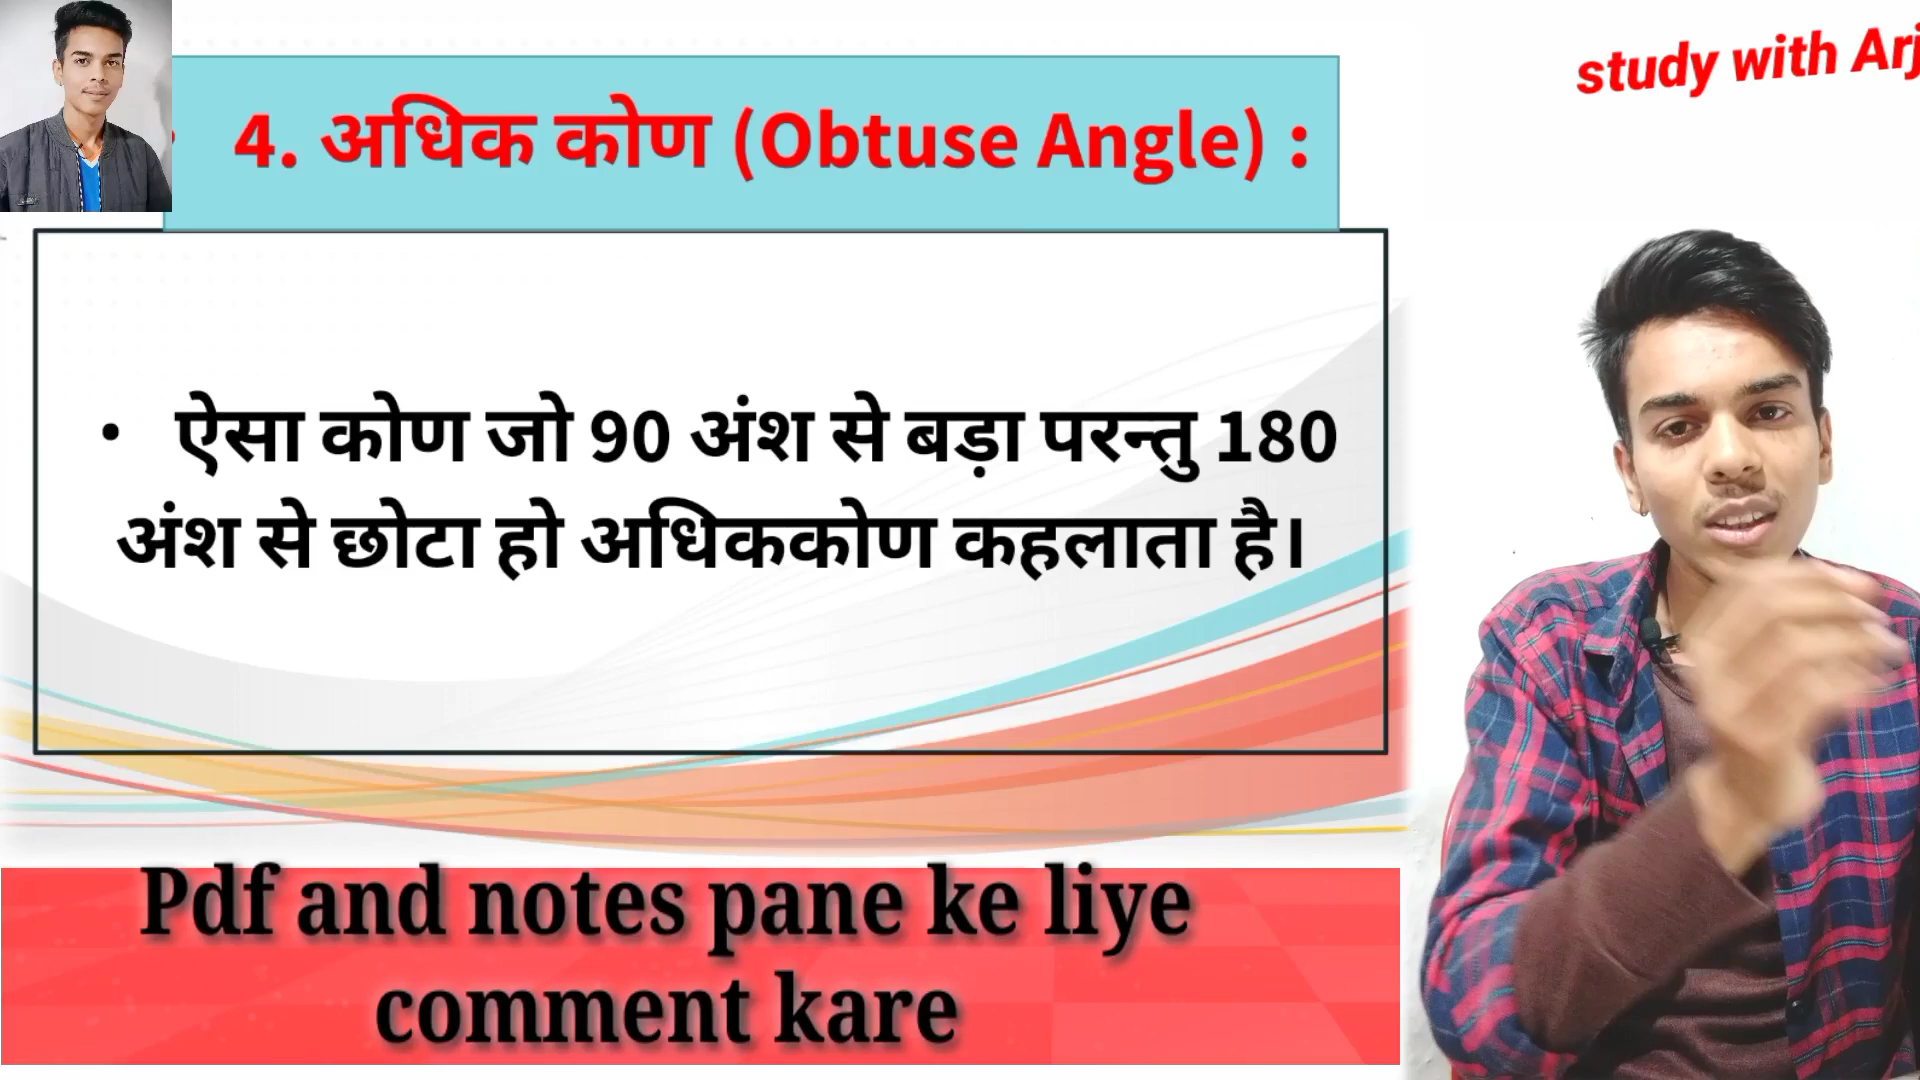 study with Arj
4. अधिक कोण (Obtuse Angle) :
• ऐसा कोण जो 90 अंश से बड़ा परन्तु 180
अंश से छोटा हो अधिककोण कहलाता है।
Pdf and notes pane ke liye
comment kare